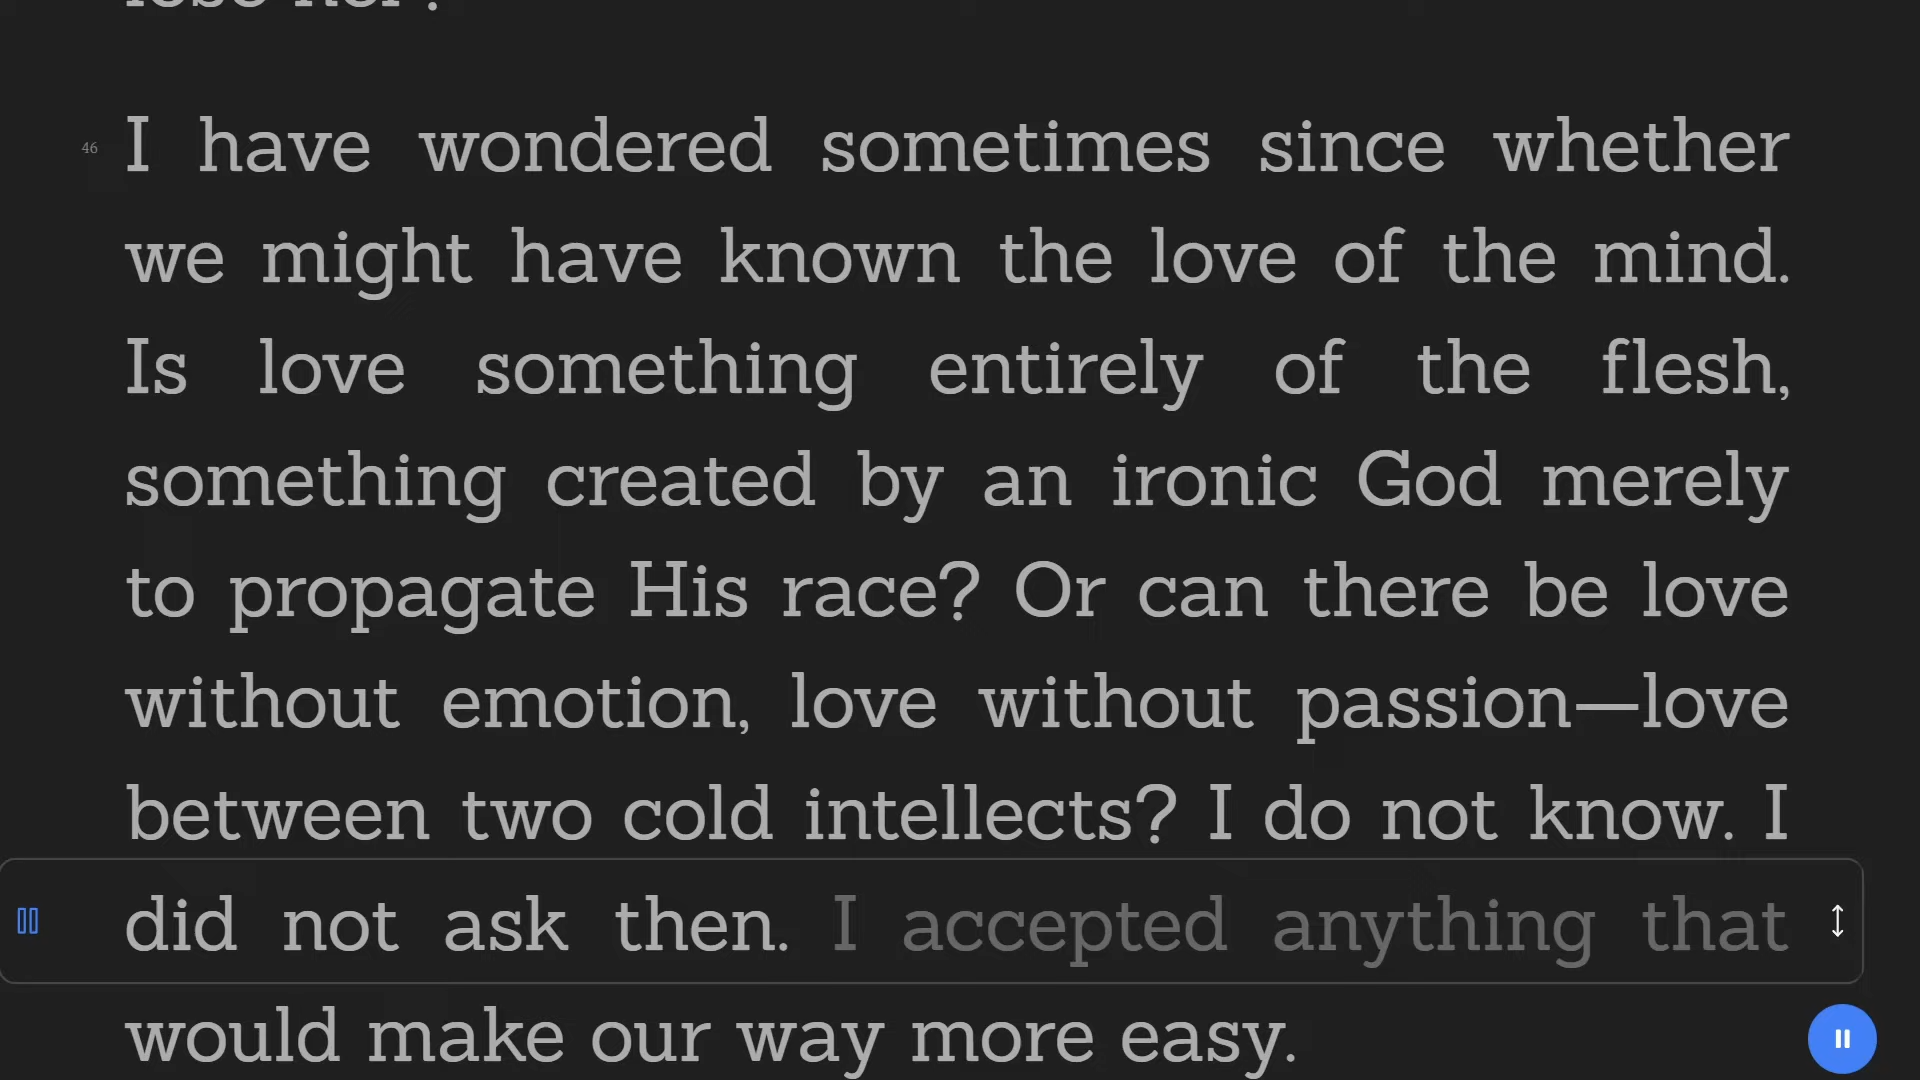 lose her?
46
I have wondered sometimes since whether
we might have known the love of the mind.
Is love something entirely of the flesh,
something created by an ironic God merely
to propagate His race? Or can there be love
without emotion, love without passion—love
between two cold intellects? I do not know. I
did not ask then. I accepted anything that
would make our way more easy.